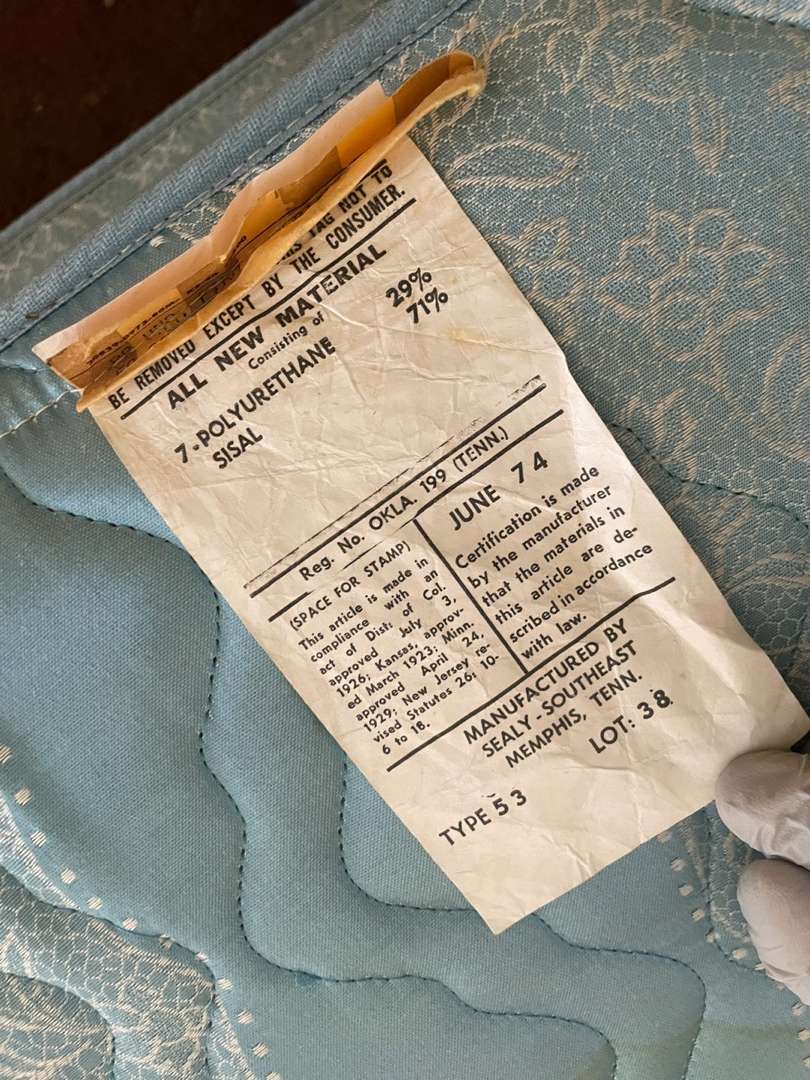 TAG NOT TO
BE REMOVED EXCEPT BY THE CONSUMER.
ALL NEW MATERIAL
Consisting of
7-POLYURETHANE 29%
SISAL 71%
Reg. No. OKLA. 199 (TENN.)
(SPACE FOR STAMP)
This article is made in
compliance with an
act of Dist: of Col.
approved July 3,
1926; Kansas, approv-
ed March 1923; Minn.
approved April 24,
1929; New Jersey re-
vised Statutes 26: 10-
6 to 18.
JUNE 74
Certification is made
by the manufacturer
that the materials in
this article are de-
scribed in accordance
with law.
MANUFACTURED BY
SEALY-SOUTHEAST
MEMPHIS, TENN.
LOT: 38
TYPE 53